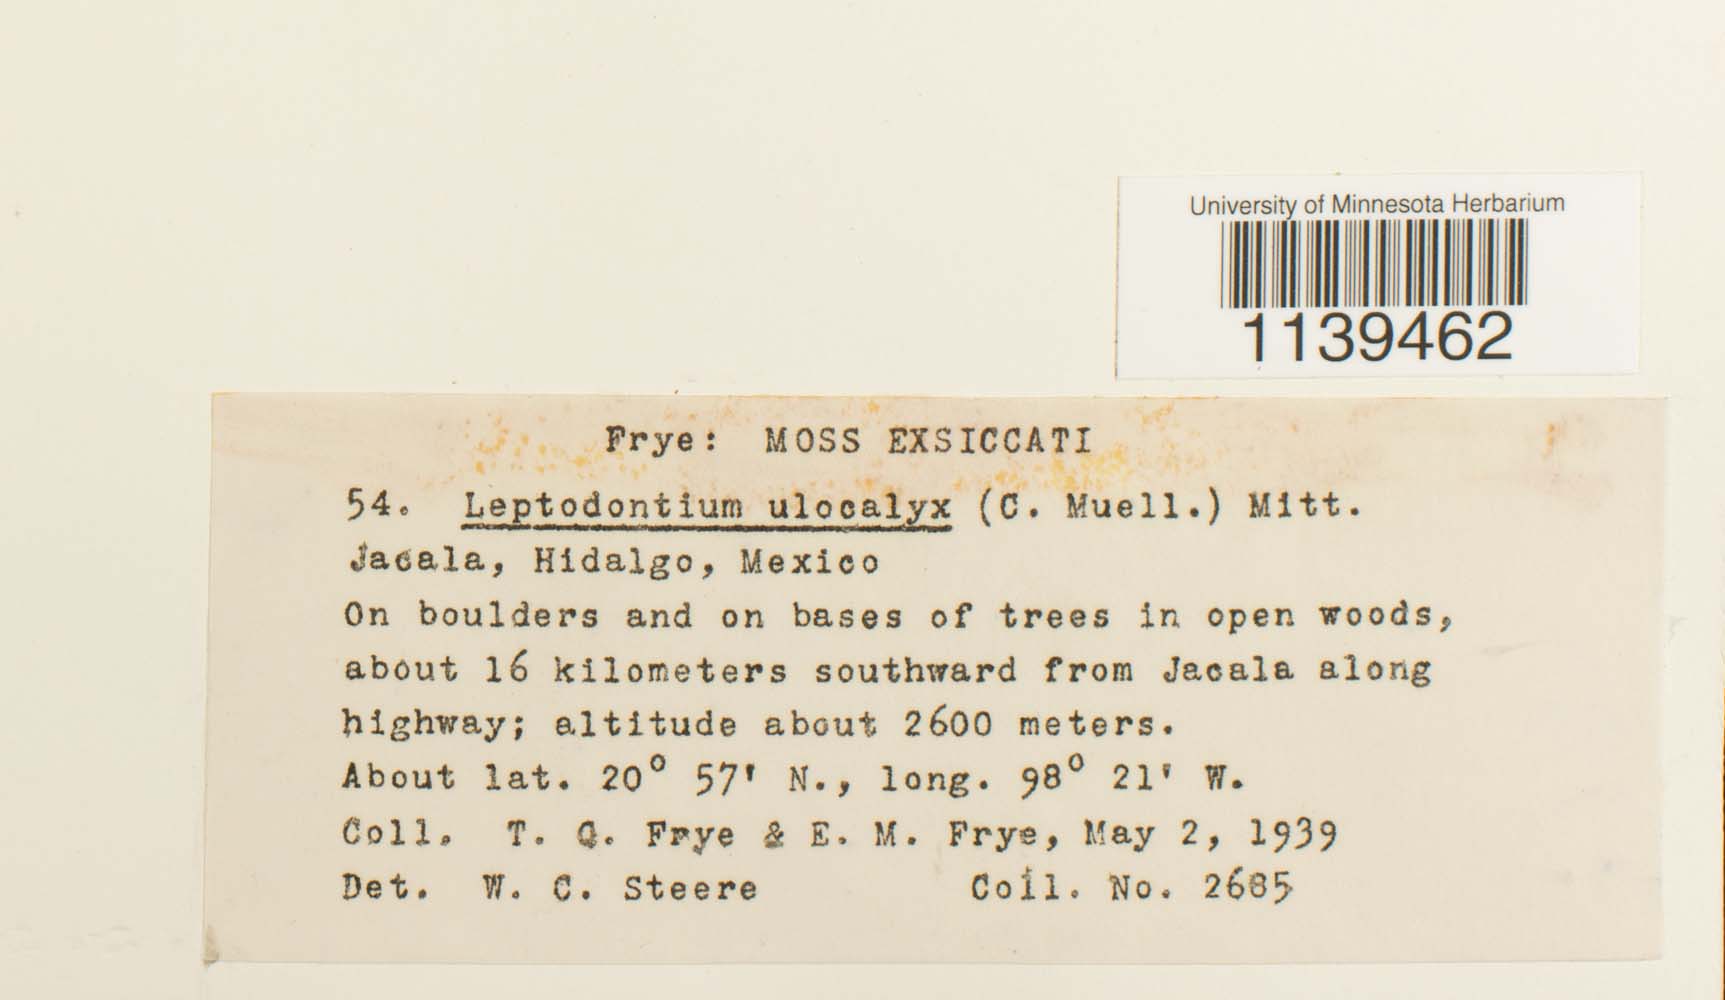 University of Minnesota Herbarium
1139462
Frye: MOSS EXSICCATI
54. Leptodontium ulocalyx (C. Muell.) Mitt.
Jacala, Hidalgo, Mexico
On boulders and on bases of trees in open woods,
about 16 kilometers southward from Jacala along
highway; altitude about 2600 meters.
About lat. 20° 57' N., long. 98° 21' W.
Coll. T. C. Frye & E. M. Frye, May 2, 1939
Det. W. C. Steere Coll. No. 2685